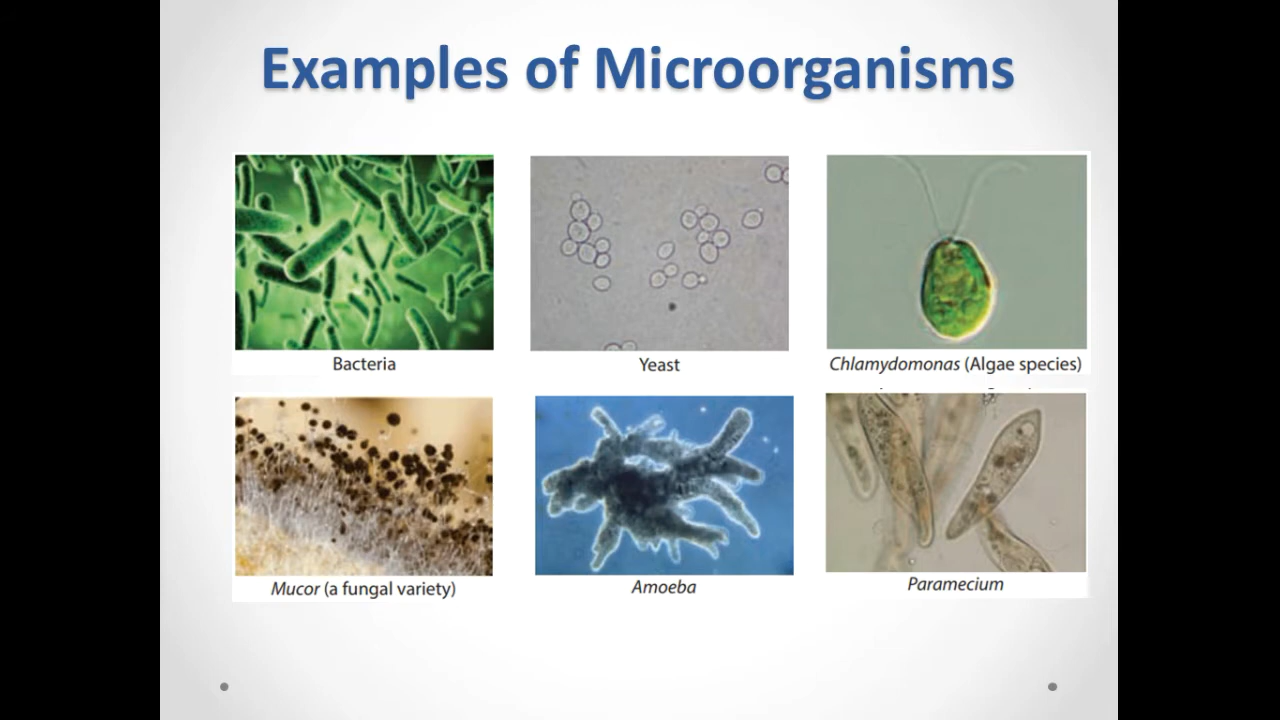 Examples of Microorganisms
Bacteria
Yeast
Chlamydomonas (Algae species)
Mucor (a fungal variety)
Amoeba
Paramecium